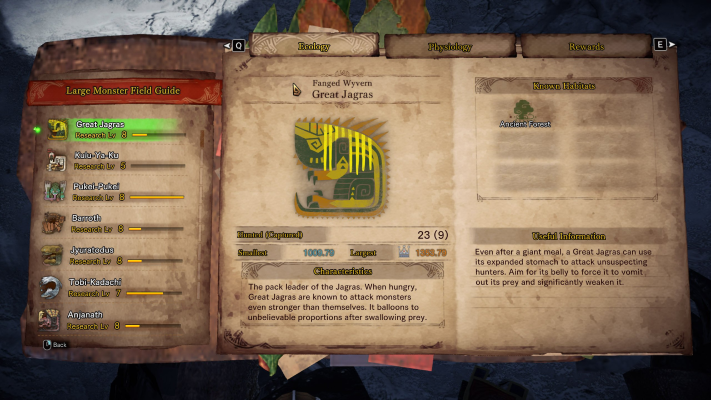 Q
Ecology
Physiology
Rewards
E
Large Monster Field Guide
Great Jagras
Research Lv 8
Kulu-Ya-Ku
Research Lv 5
Pukei-Pukei
Research Lv 8
Barroth
Research Lv 8
Jyuratodus
Research Lv 8
Tobi-Kadachi
Research Lv 7
Anjanath
Research Lv 8
Back
Fanged Wyvern
Great Jagras
Hunted (Captured) 23 (9)
Smallest
Largest
Characteristics
The pack leader of the Jagras. When hungry,
Great Jagras are known to attack monsters
even stronger than themselves. It balloons to
unbelievable proportions after swallowing prey.
Known Habitats
Ancient Forest
Useful Information
Even after a giant meal, a Great Jagras can use
its expanded stomach to attack unsuspecting
hunters. Aim for its belly to force it to vomit
out its prey and significantly weaken it.